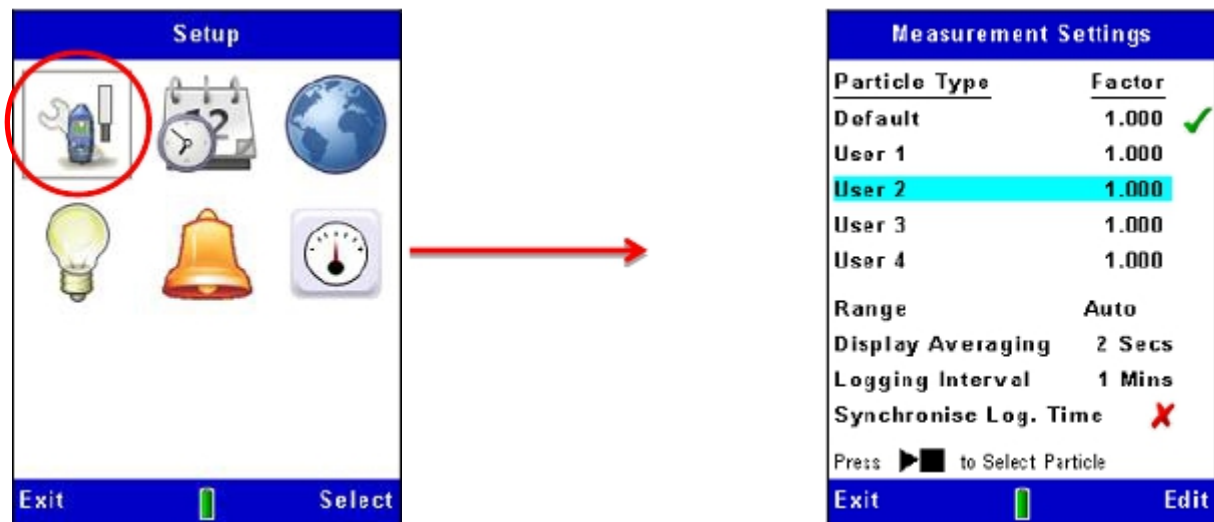 Setup
12
Exit Select
Measurement Settings
Particle Type Factor
Default 1.000
User 1 1.000
User 2 1.000
User 3 1.000
User 4 1.000
Range Auto
Display Averaging 2 Secs
Logging Interval 1 Mins
Synchronise Log. Time
Press to Select Particle
Exit Edit